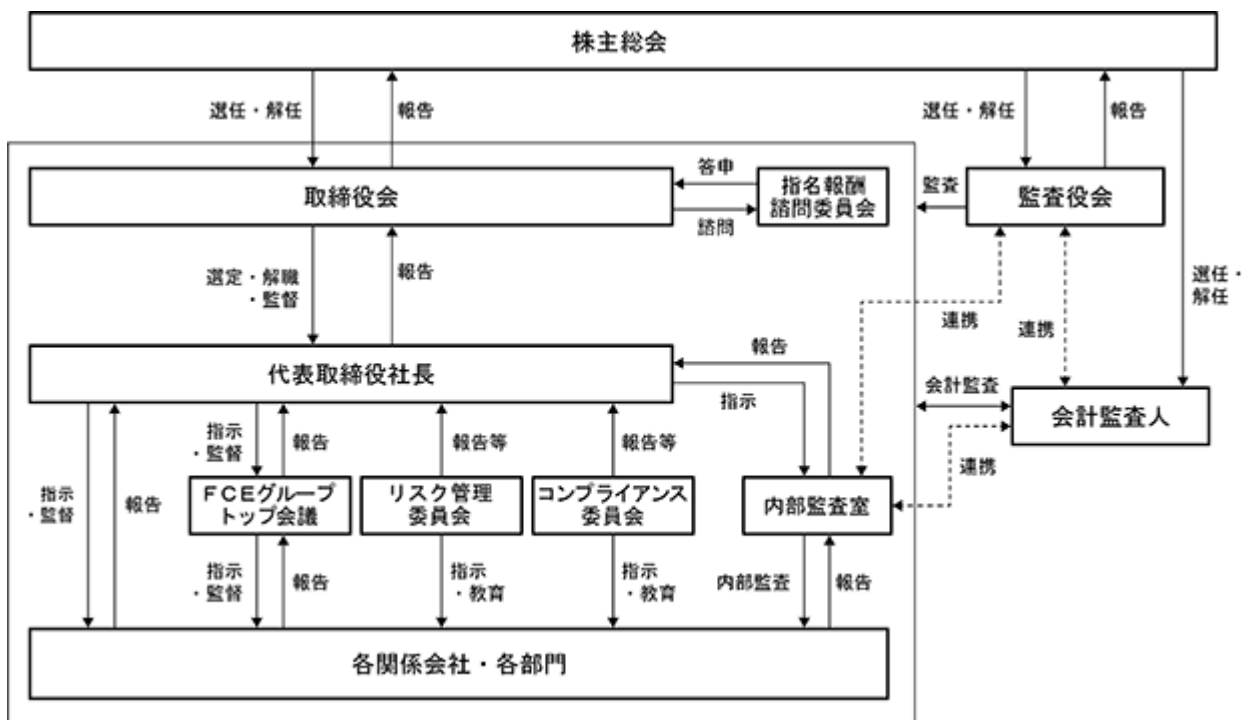 株主総会
選任・解任
報告
選任・解任
報告
取締役会
答申
諮問
指名報酬
諮問委員会
監査
監査役会
選定・解職
・監督
報告
選任・
解任
連携
連携
代表取締役社長
報告
指示
会計監査
会計監査人
連携
指示
・監督
報告
指示
・監督
報告
報告等
報告等
FCEグループ
トップ会議
リスク管理
委員会
コンプライアンス
委員会
内部監査室
指示
・監督
報告
指示
・教育
指示
・教育
内部監査
報告
各関係会社・各部門